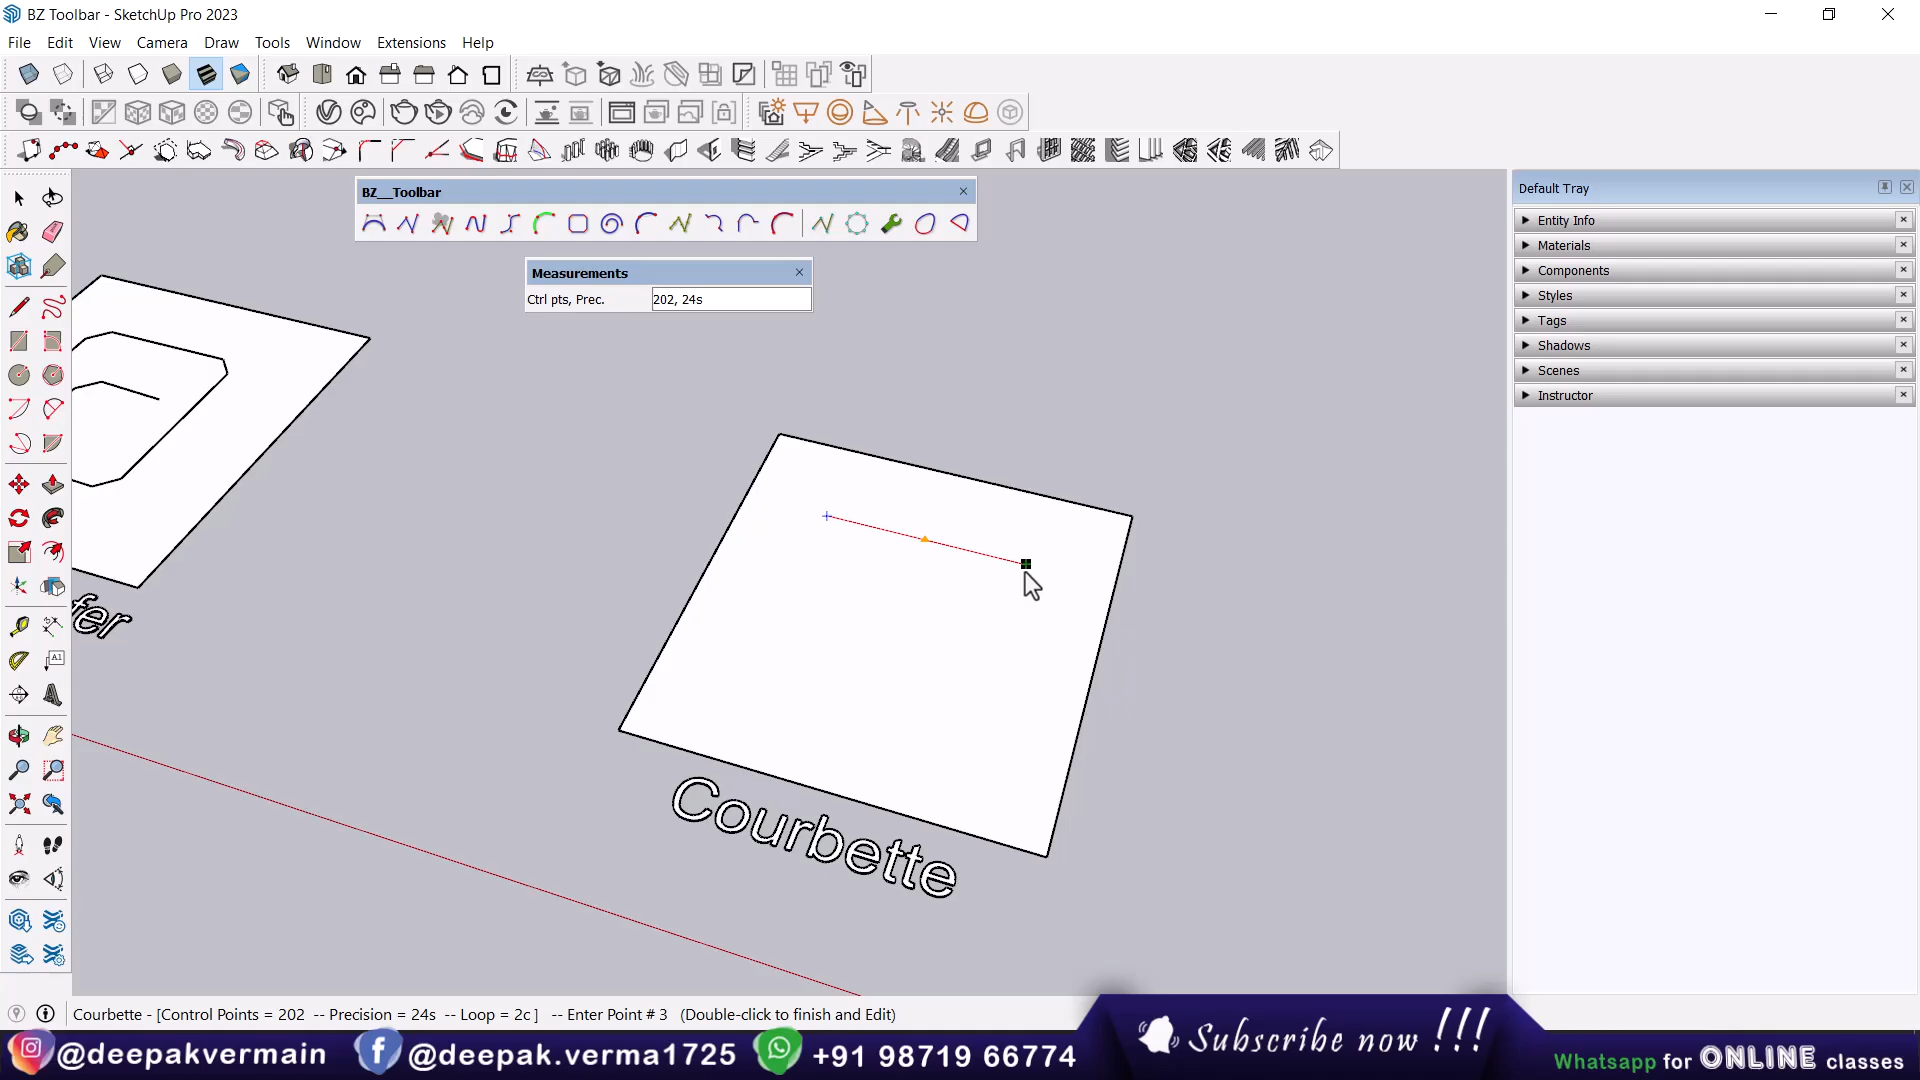 BZ Toolbar - SketchUp Pro 2023
File Edit View Camera Draw Tools Window Extensions Help
BZ__Toolbar
Measurements
Ctrl pts, Prec. 202, 24s
Default Tray
Entity Info
Materials
Components
Styles
Tags
Shadows
Scenes
Instructor
A1
fer
Courbette
Courbette - [Control Points = 202 -- Precision = 24s -- Loop = 2c ] -- Enter Point # 3 (Double-click to finish and Edit)
Subscribe now !!!
@deepakvermain @deepak.verma1725 +91 98719 66774
Whatsapp for ONLINE classes